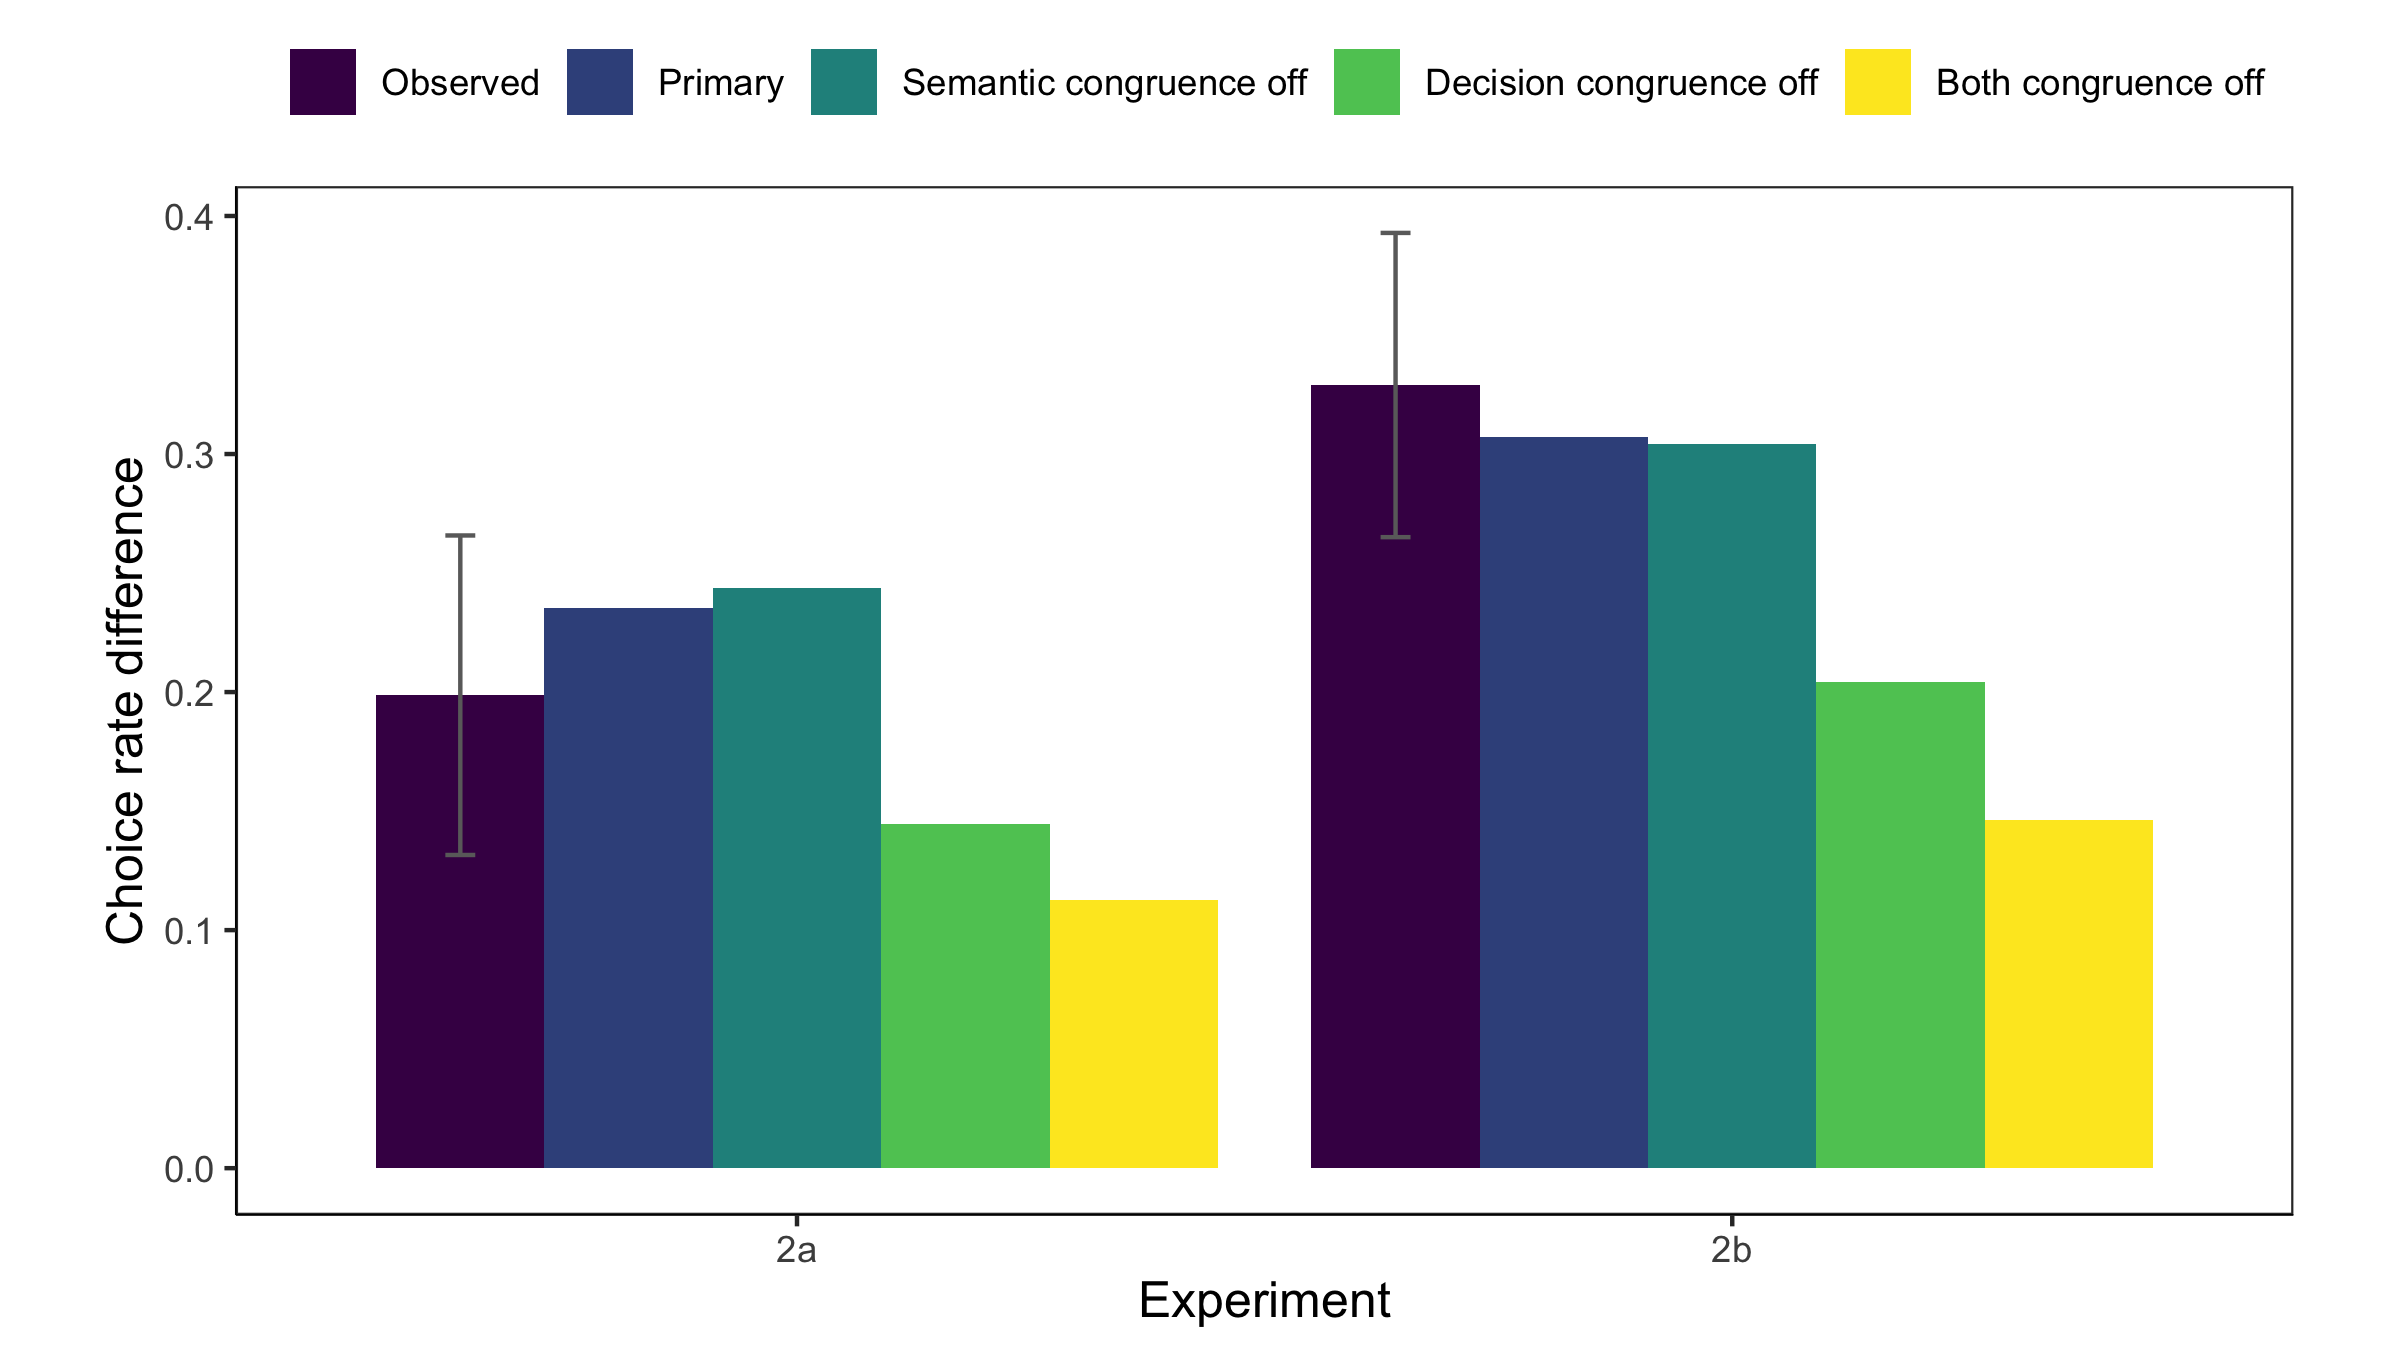 Observed Primary Semantic congruence off Decision congruence off Both congruence off
Choice rate difference
0.4
0.3
0.2
0.1
0.0
2a 2b
Experiment